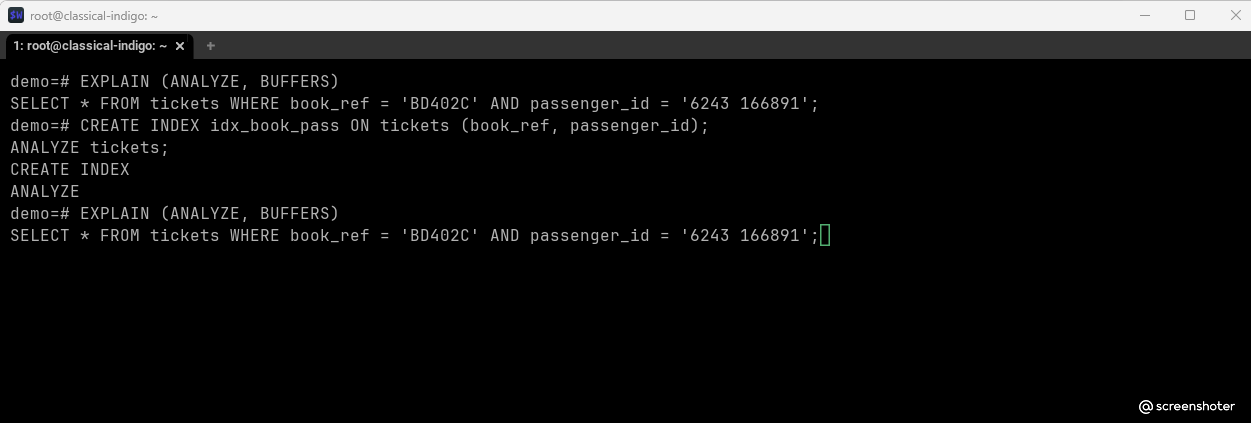 SW root@classical-indigo: ~
1: root@classical-indigo: ~ × +
demo=# EXPLAIN (ANALYZE, BUFFERS)
SELECT * FROM tickets WHERE book_ref = 'BD402C' AND passenger_id = '6243 166891';
demo=# CREATE INDEX idx_book_pass ON tickets (book_ref, passenger_id);
ANALYZE tickets;
CREATE INDEX
ANALYZE
demo=# EXPLAIN (ANALYZE, BUFFERS)
SELECT * FROM tickets WHERE book_ref = 'BD402C' AND passenger_id = '6243 166891';
@screenshoter